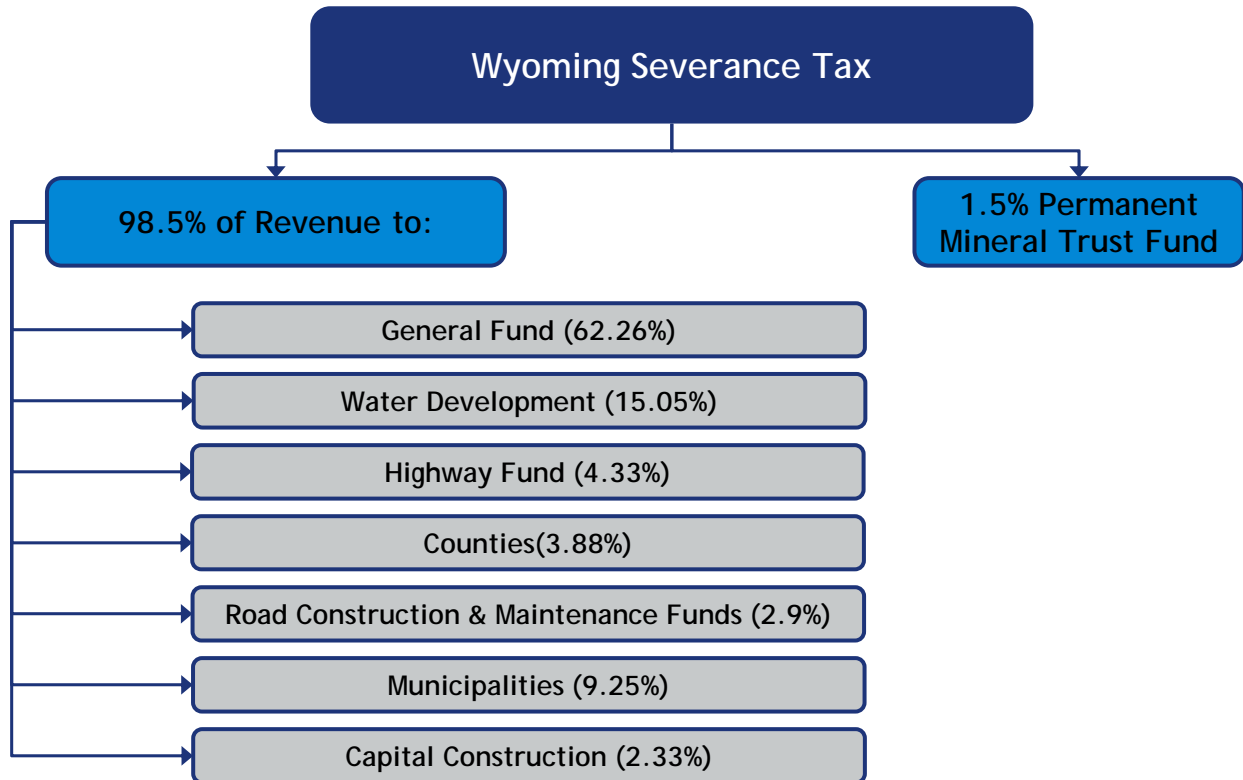 Wyoming Severance Tax
98.5% of Revenue to:
1.5% Permanent
Mineral Trust Fund
General Fund (62.26%)
Water Development (15.05%)
Highway Fund (4.33%)
Counties(3.88%)
Road Construction & Maintenance Funds (2.9%)
Municipalities (9.25%)
Capital Construction (2.33%)